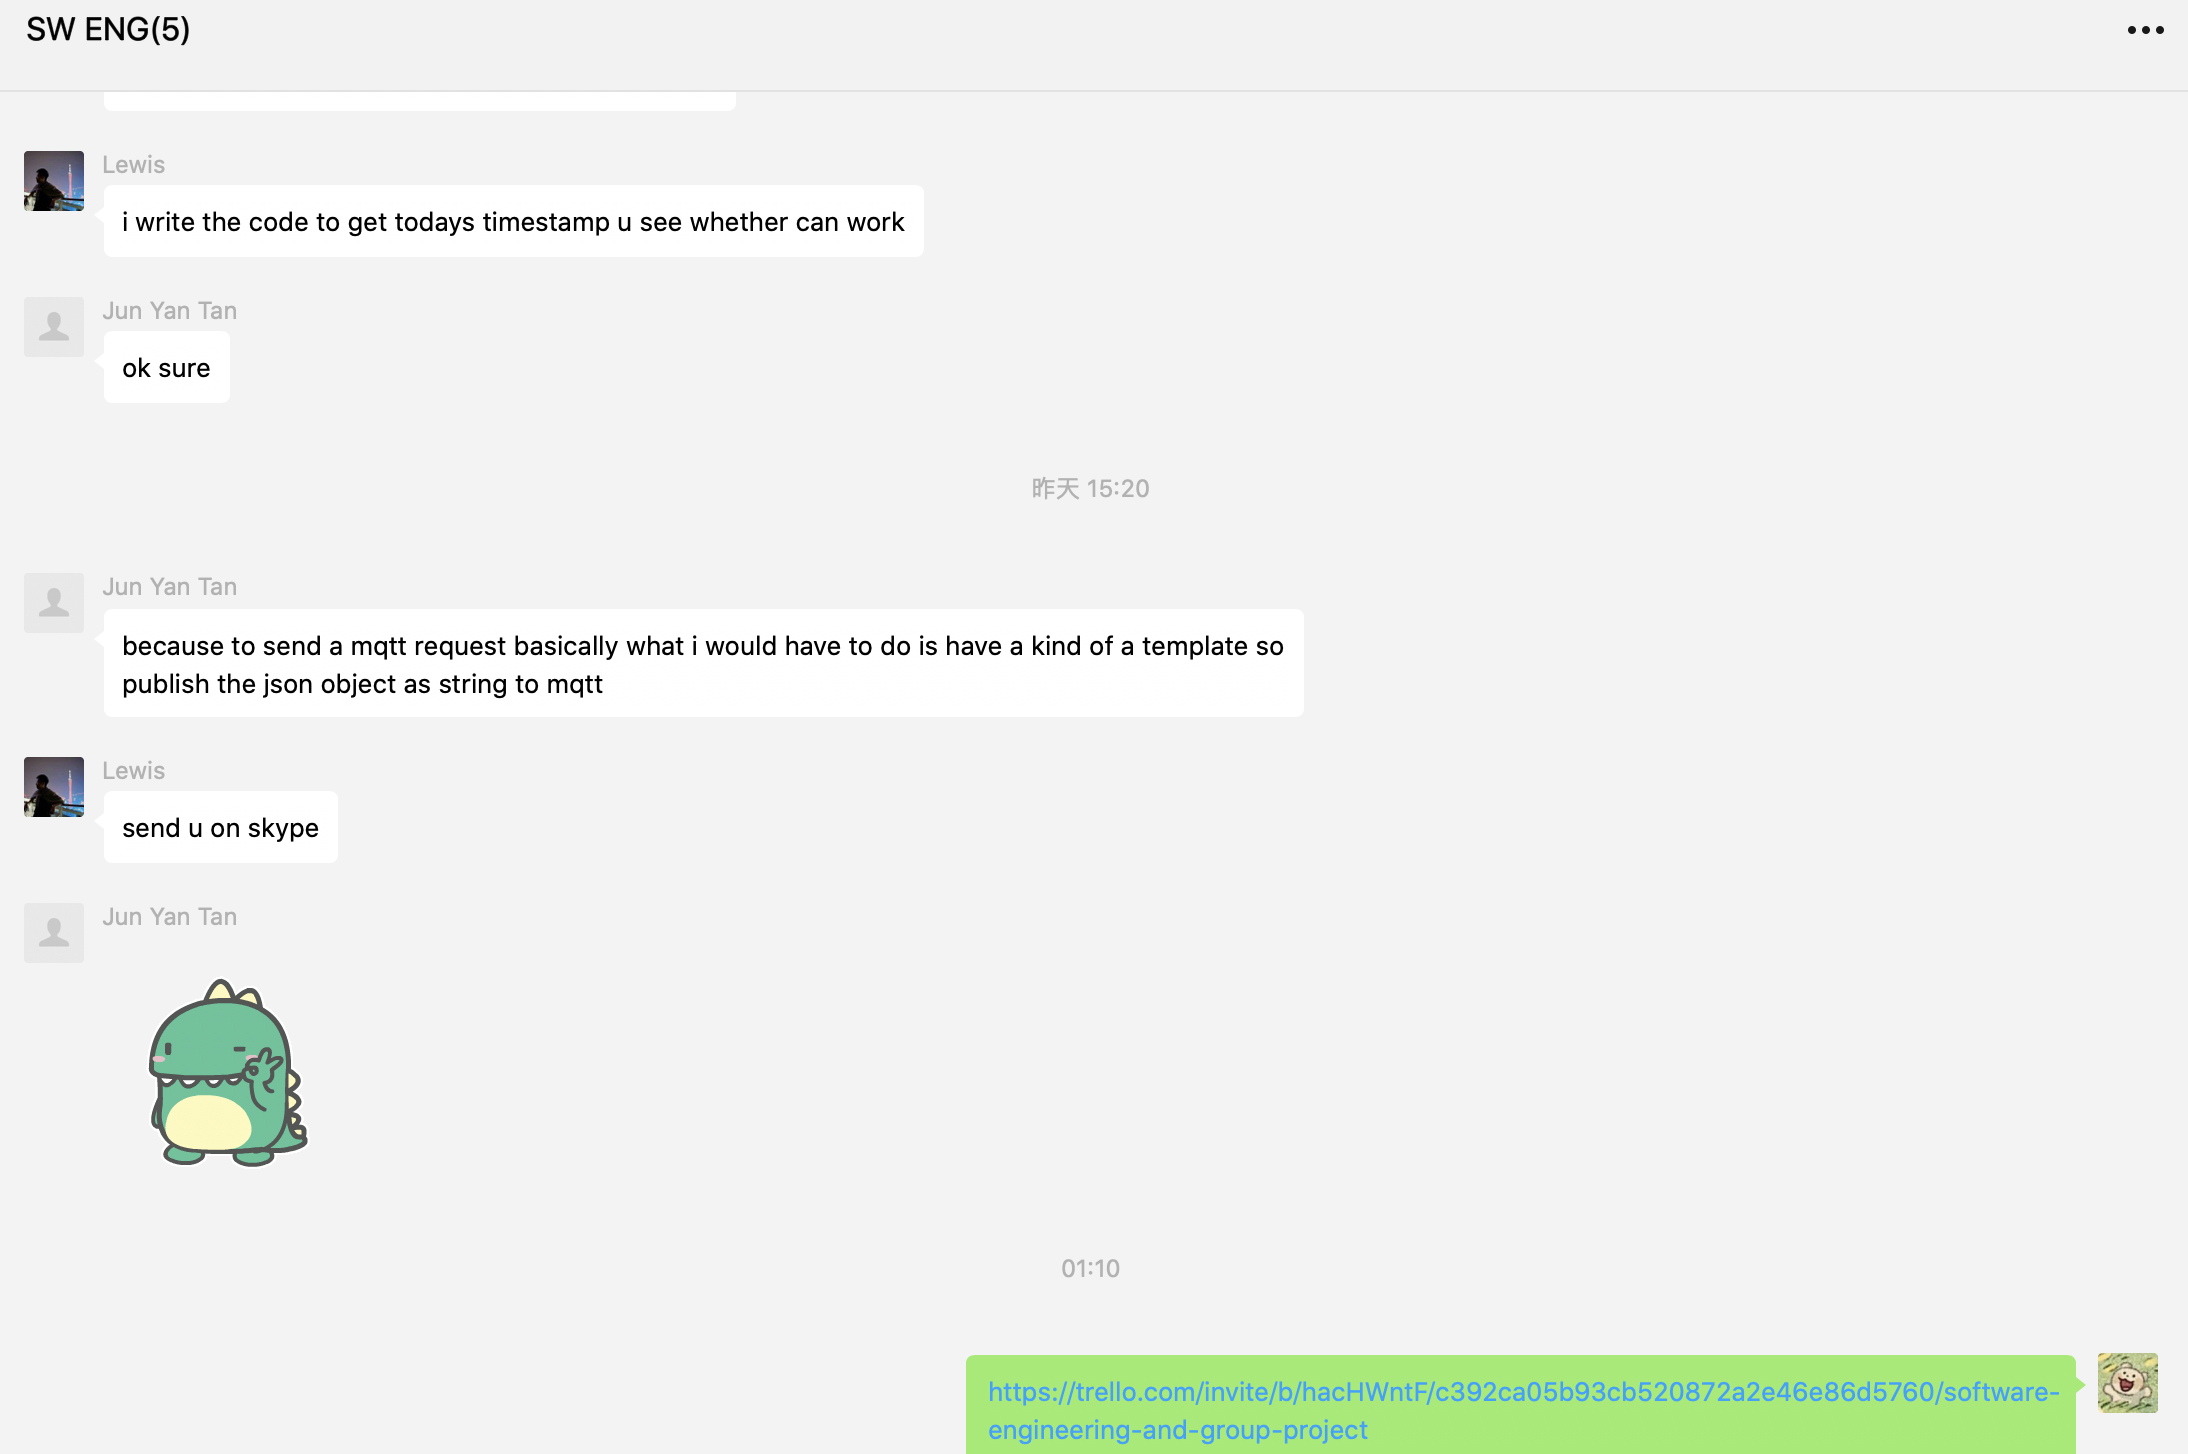 SW ENG(5)
Lewis
i write the code to get todays timestamp u see whether can work
Jun Yan Tan
ok sure
昨天 15:20
Jun Yan Tan
because to send a mqtt request basically what i would have to do is have a kind of a template so
publish the json object as string to mqtt
Lewis
send u on skype
Jun Yan Tan
01:10
https://trello.com/invite/b/hacHWntF/c392ca05b93cb520872a2e46e86d5760/software-
engineering-and-group-project